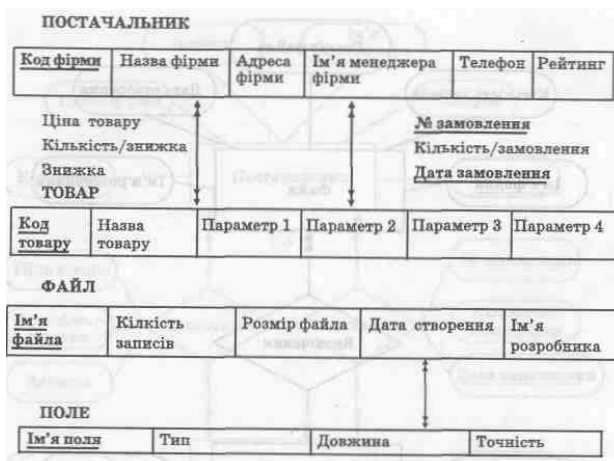 ПОСТАЧАЛЬНИК
Код фірми Назва фірми Адреса фірми Ім'я менеджера фірми Телефон Рейтинг
Ціна товару
Кількість/знижка
Знижка
№ замовлення
Кількість/замовлення
Дата замовлення
ТОВАР
Код товару Назва товару Параметр 1 Параметр 2 Параметр 3 Параметр 4
ФАЙЛ
Ім'я файла Кілкість записів Розмір файла Дата створення Ім'я розробника
ПОЛЕ
Ім'я поля Тип Довжина Точність